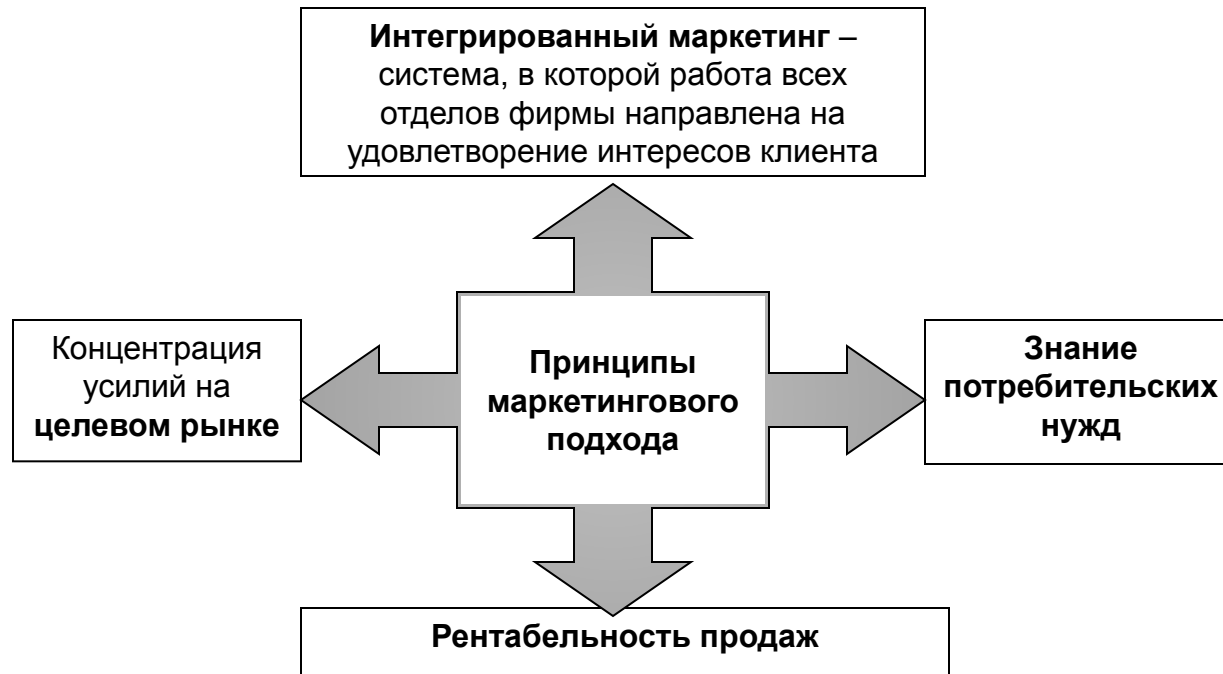 Интегрированный маркетинг –
система, в которой работа всех
отделов фирмы направлена на
удовлетворение интересов клиента
Концентрация
усилий на
целевом рынке
Принципы
маркетингового
подхода
Знание
потребительских
нужд
Рентабельность продаж